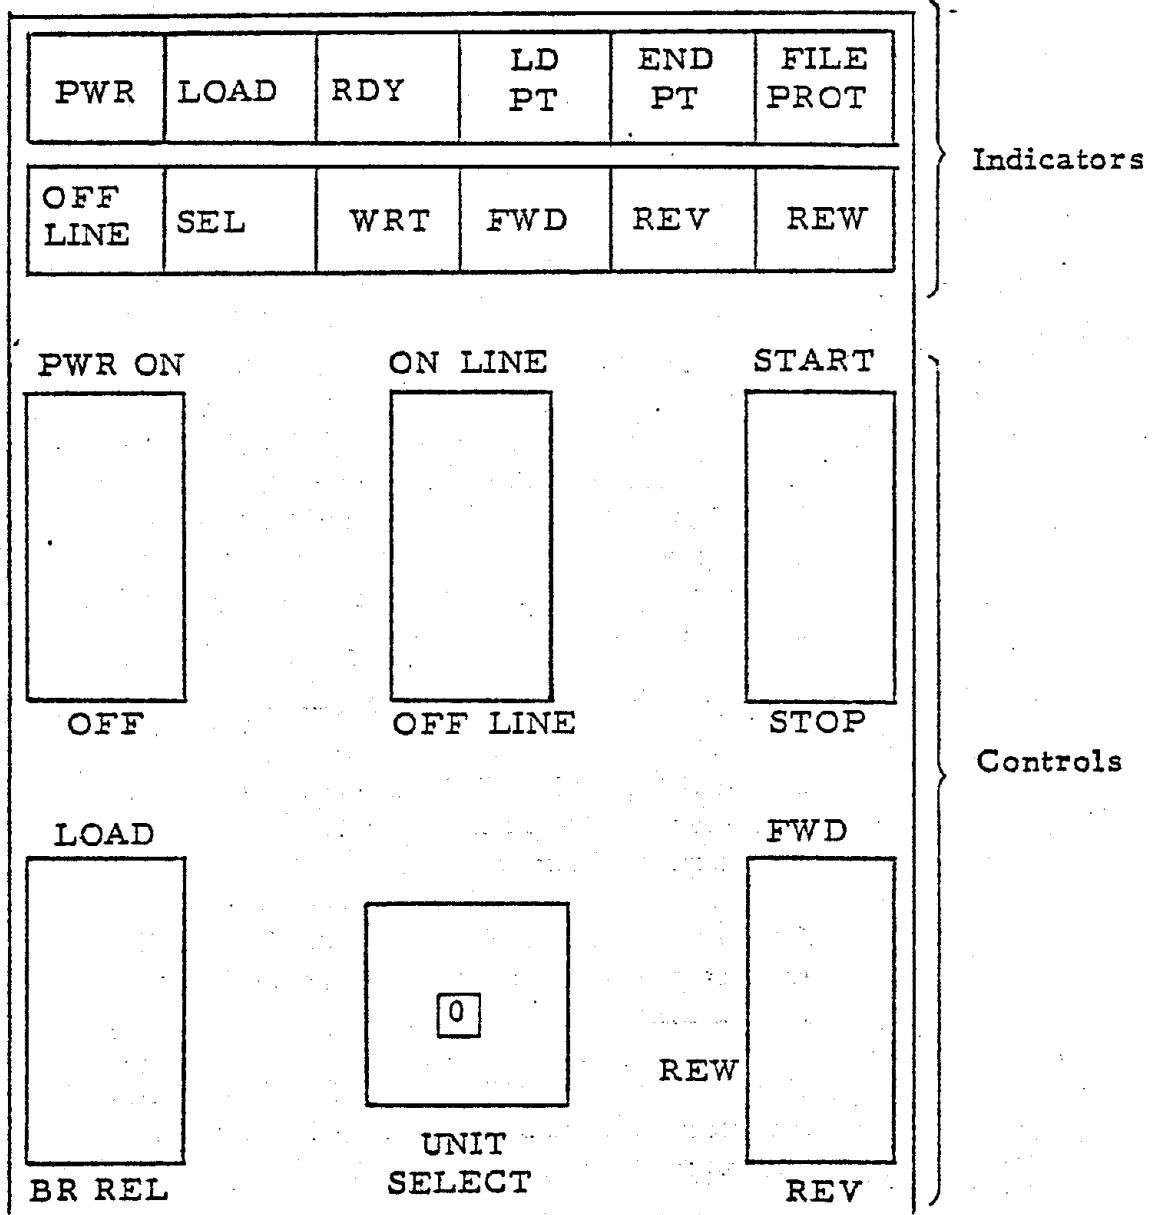 PWR LOAD RDY LD PT END PT FILE PROT
Indicators
OFF LINE SEL WRT FWD REV REW
PWR ON ON LINE START
OFF OFF LINE STOP
Controls
LOAD FWD
0
REW
UNIT SELECT
BR REL REV